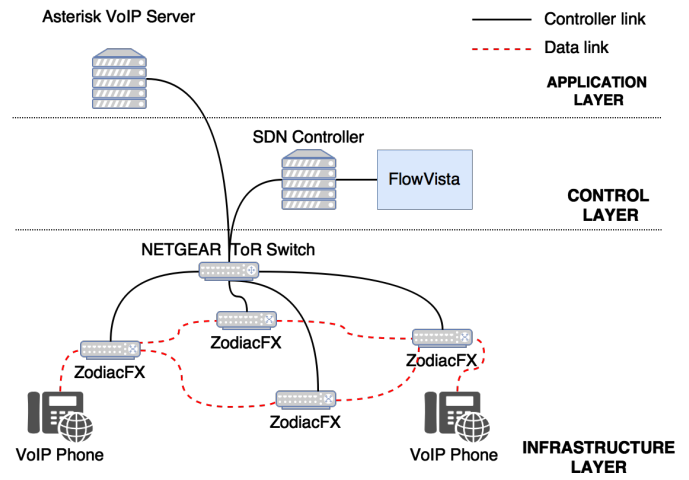 Asterisk VoIP Server
Controller link
Data link
APPLICATION
LAYER
SDN Controller
FlowVista
CONTROL
LAYER
NETGEAR ToR Switch
ZodiacFX
ZodiacFX
ZodiacFX
ZodiacFX
VoIP Phone
VoIP Phone
INFRASTRUCTURE
LAYER